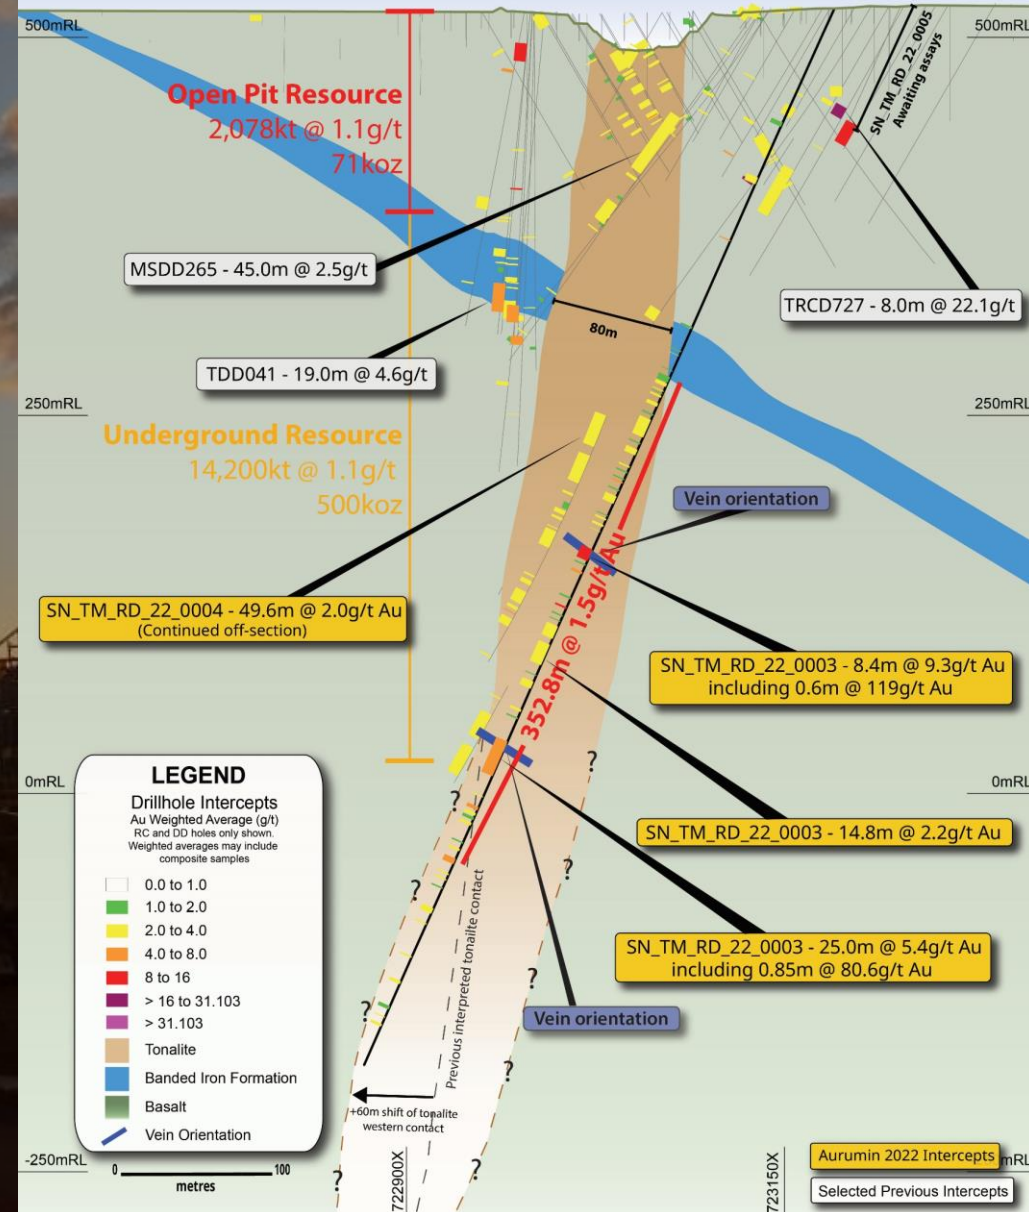 500mRL
500mRL
SN_TM_RD_22_0005
Awaiting assays
Open Pit Resource
2,078kt @ 1.1g/t
71koz
MSDD265 - 45.0m @ 2.5g/t
TRCD727 - 8.0m @ 22.1g/t
80m
TDD041 - 19.0m @ 4.6g/t
250mRL
250mRL
Underground Resource
14,200kt @ 1.1g/t
500koz
Vein orientation
352.8m @ 1.5g/t Au
SN_TM_RD_22_0004 - 49.6m @ 2.0g/t Au
(Continued off-section)
SN_TM_RD_22_0003 - 8.4m @ 9.3g/t Au
including 0.6m @ 119g/t Au
0mRL
0mRL
SN_TM_RD_22_0003 - 14.8m @ 2.2g/t Au
SN_TM_RD_22_0003 - 25.0m @ 5.4g/t Au
including 0.85m @ 80.6g/t Au
Vein orientation
? ? ? ? ? ? ? ? ? ?
Previous interpreted tonailte contact
+60m shift of tonalite
western contact
LEGEND
Drillhole Intercepts
Au Weighted Average (g/t)
RC and DD holes only shown.
Weighted averages may include
composite samples
0.0 to 1.0
1.0 to 2.0
2.0 to 4.0
4.0 to 8.0
8 to 16
> 16 to 31.103
> 31.103
Tonalite
Banded Iron Formation
Basalt
Vein Orientation
-250mRL
0 100
metres
722900X
723150X
mRL
Aurumin 2022 Intercepts
Selected Previous Intercepts